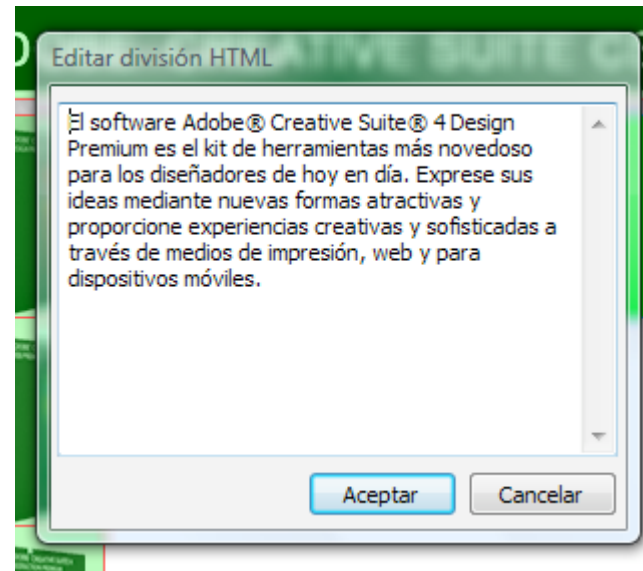 Editar división HTML
El software Adobe® Creative Suite® 4 Design
Premium es el kit de herramientas más novedoso
para los diseñadores de hoy en día. Exprese sus
ideas mediante nuevas formas atractivas y
proporcione experiencias creativas y sofisticadas a
través de medios de impresión, web y para
dispositivos móviles.
Aceptar Cancelar